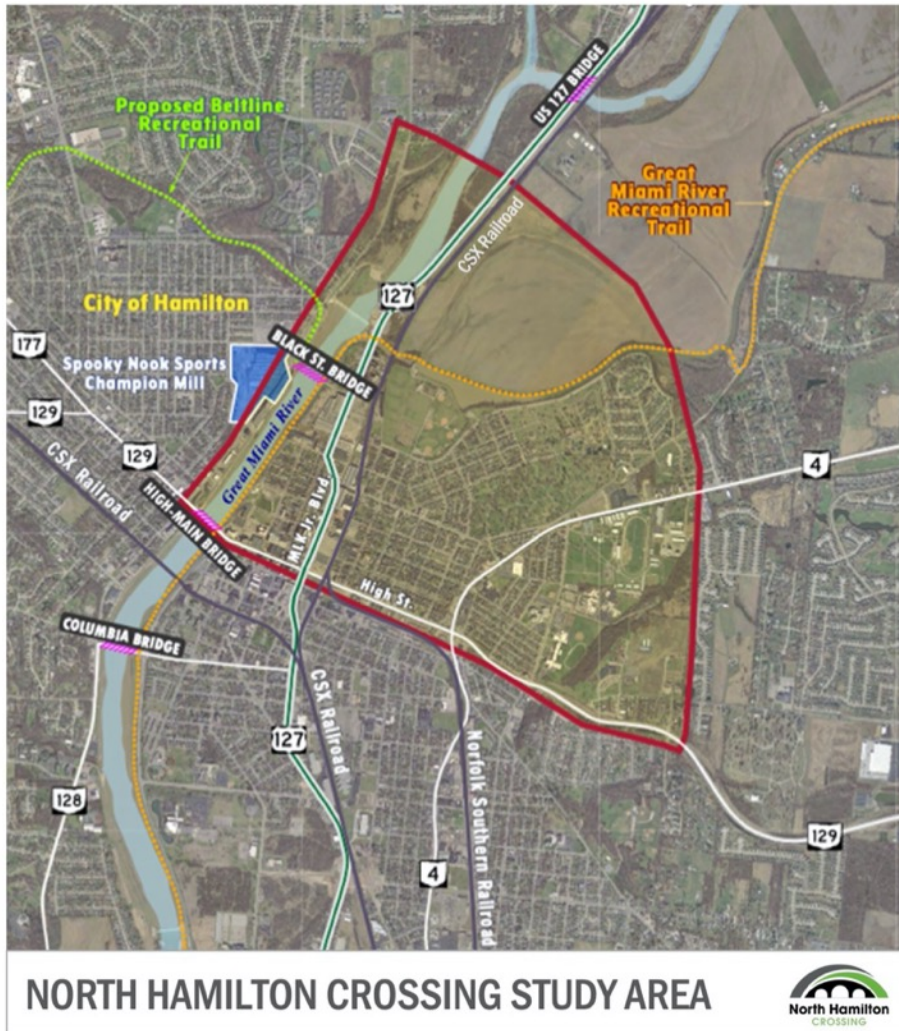 US 127 BRIDGE
Proposed Beltline
Recreational
Trail
Great
Miami River
Recreational
Trail
CSX Railroad
127
City of Hamilton
177
BLACK ST. BRIDGE
Spooky Nook Sports
Champion Mill
129
Great Miami River
129
CSX Railroad
4
HIGH-MAIN BRIDGE
MLK Jr. Blvd.
High St.
COLUMBIA BRIDGE
CSX Railroad
127
Norfolk Southern Railroad
128
129
4
NORTH HAMILTON CROSSING STUDY AREA
North Hamilton
CROSSING